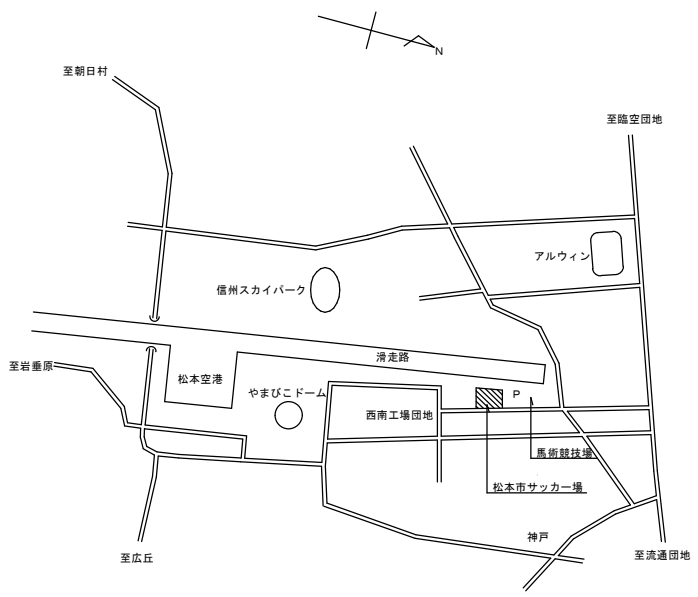 N
至朝日村
至臨空団地
アルウィン
信州スカイパーク
滑走路
至岩垂原
松本空港
やまびこドーム
P
西南工場団地
馬術競技場
松本市サッカー場
神戸
至広丘
至流通団地